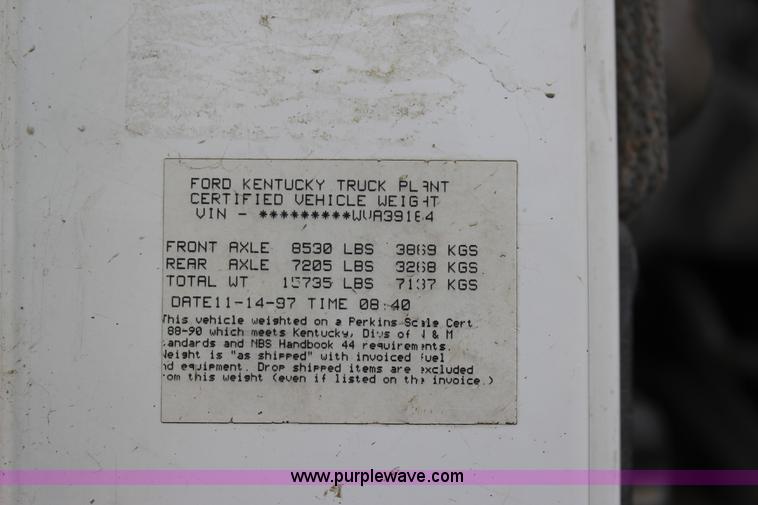 FORD KENTUCKY TRUCK PLANT
CERTIFIED VEHICLE WEIGHT
VIN - *********WVA39164
FRONT AXLE 8530 LBS 3869 KGS
REAR AXLE 7205 LBS 3268 KGS
TOTAL WT 15735 LBS 7137 KGS
DATE11-14-97 TIME 08:40
This vehicle weighted on a Perkins Scale Cert
88-90 which meets Kentucky, Divs of & M
andards and NBS Handbook 44 requirements.
Weight is "as shipped" with invoiced fuel
nd equipment. Drop shipped items are excluded
om this weight (even if listed on the invoice.)
www.purplewave.com